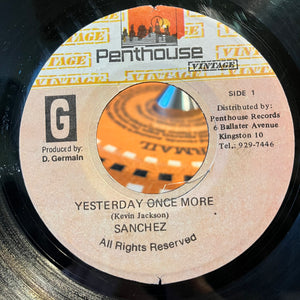 Penthouse
VINTAGE
VINTAGE
VINTAGE
SIDE 1
G
Produced by:
D. Germain
Distributed by:
Penthouse Records
6 Ballater Avenue
Kingston 10
Tel.: 929-7446
YESTERDAY ONCE MORE
(Kevin Jackson)
SANCHEZ
All Rights Reserved